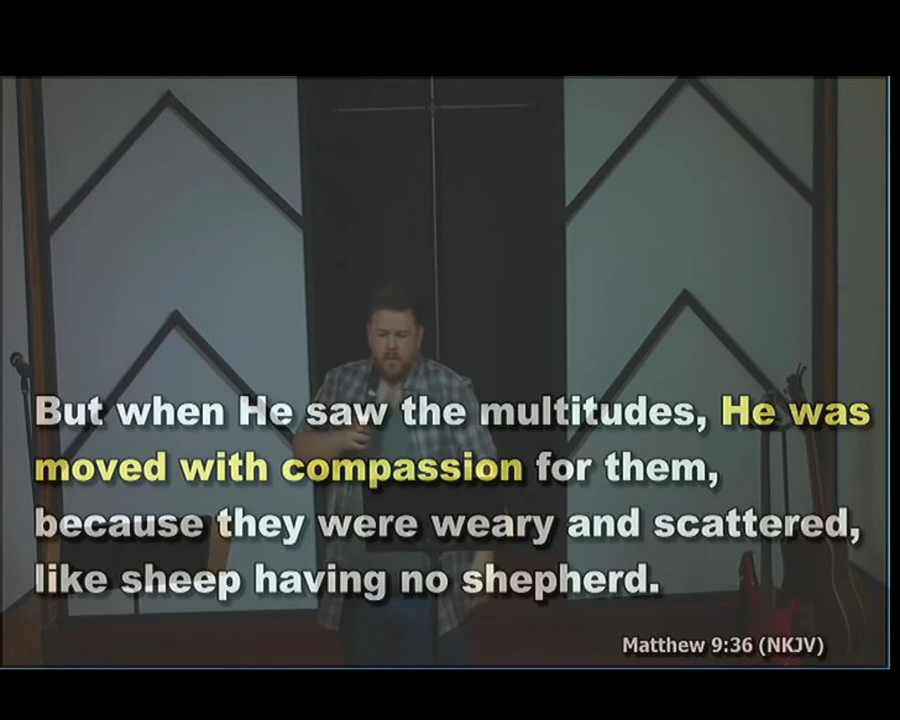 But when He saw the multitudes, He was
moved with compassion for them,
because they were weary and scattered,
like sheep having no shepherd.
Matthew 9:36 (NKJV)